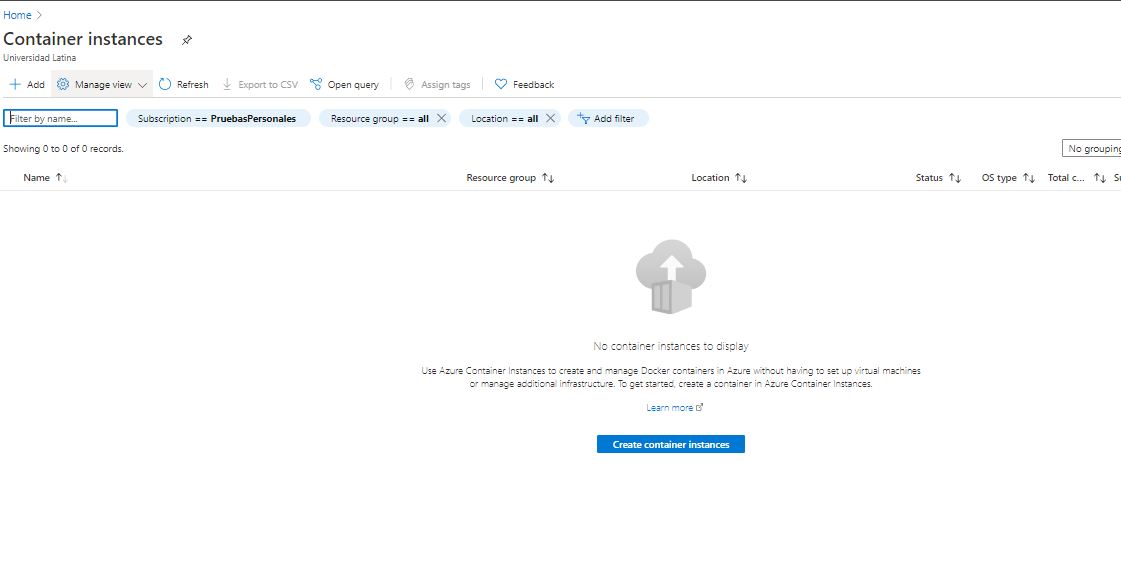 Home
Container instances
Universidad Latina
Add Manage view Refresh Export to CSV Open query Assign tags Feedback
Filter by name... Subscription == PruebasPersonales Resource group == all Location == all Add filter
Showing 0 to 0 of 0 records.
No grouping
Name Resource group Location Status OS type Total c...
No container instances to display
Use Azure Container Instances to create and manage Docker containers in Azure without having to set up virtual machines
or manage additional infrastructure. To get started, create a container in Azure Container Instances.
Learn more
Create container instances